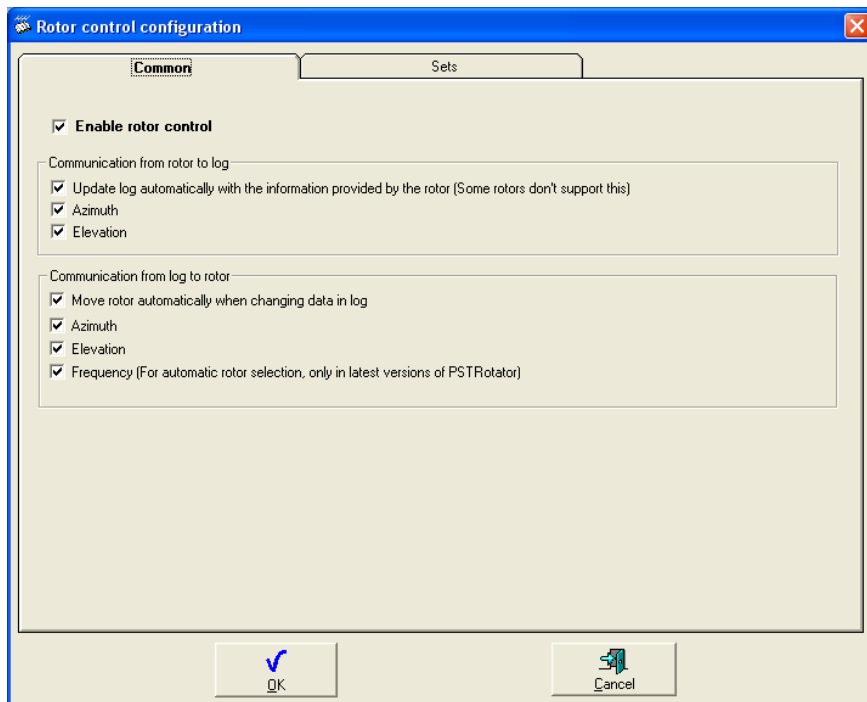 Rotor control configuration
Common
Sets
Enable rotor control
Communication from rotor to log
Update log automatically with the information provided by the rotor (Some rotors don't support this)
Azimuth
Elevation
Communication from log to rotor
Move rotor automatically when changing data in log
Azimuth
Elevation
Frequency (For automatic rotor selection, only in latest versions of PSTRotator)
OK
Cancel